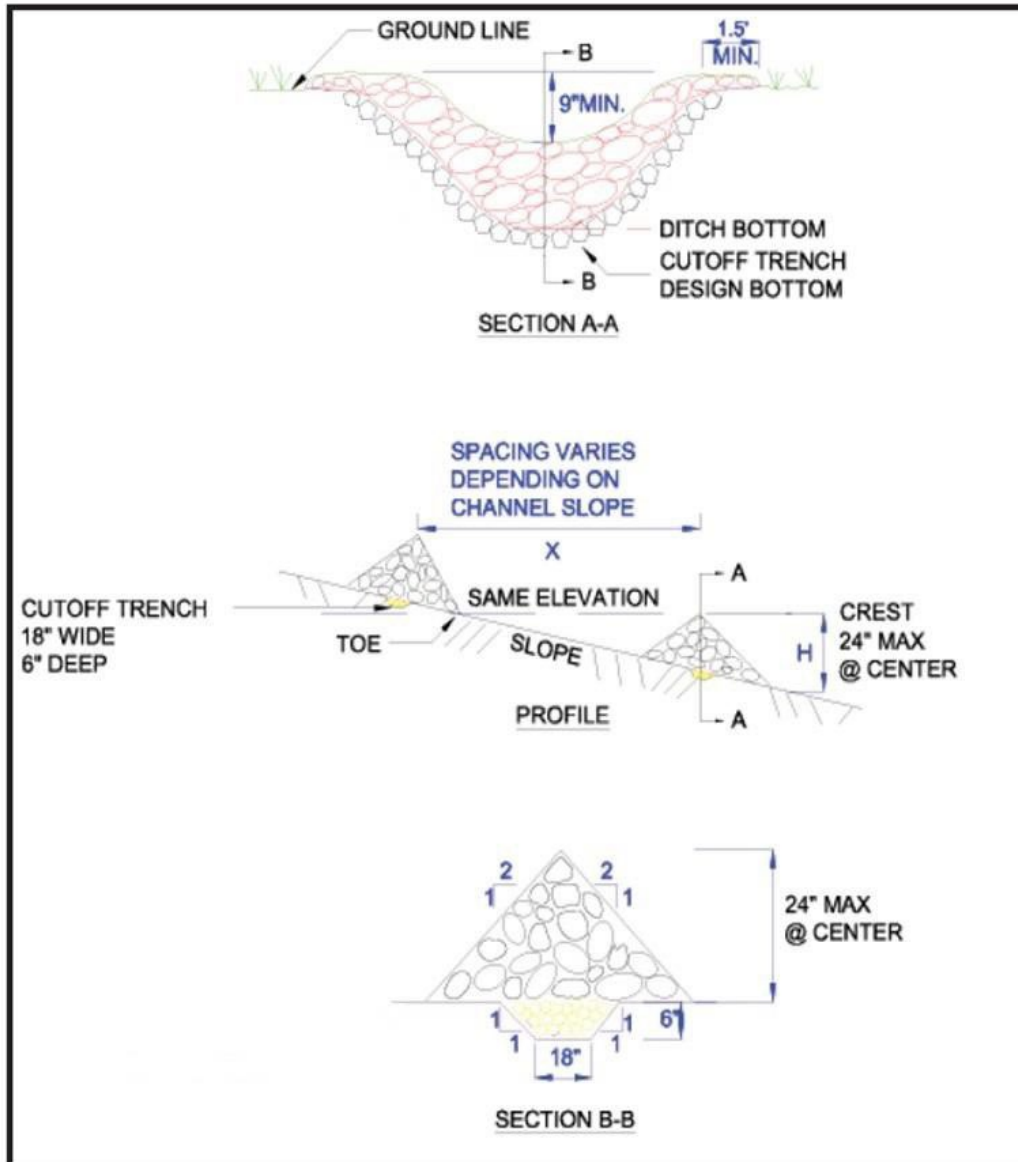 GROUND LINE
B
1.5'
MIN.
9"MIN.
DITCH BOTTOM
CUTOFF TRENCH
DESIGN BOTTOM
B
SECTION A-A
SPACING VARIES
DEPENDING ON
CHANNEL SLOPE
X
A
CUTOFF TRENCH
18" WIDE
6" DEEP
SAME ELEVATION
TOE
SLOPE
H
CREST
24" MAX
@ CENTER
A
PROFILE
2
1
2
1
24" MAX
@ CENTER
1
1
1
1
6"
18"
SECTION B-B